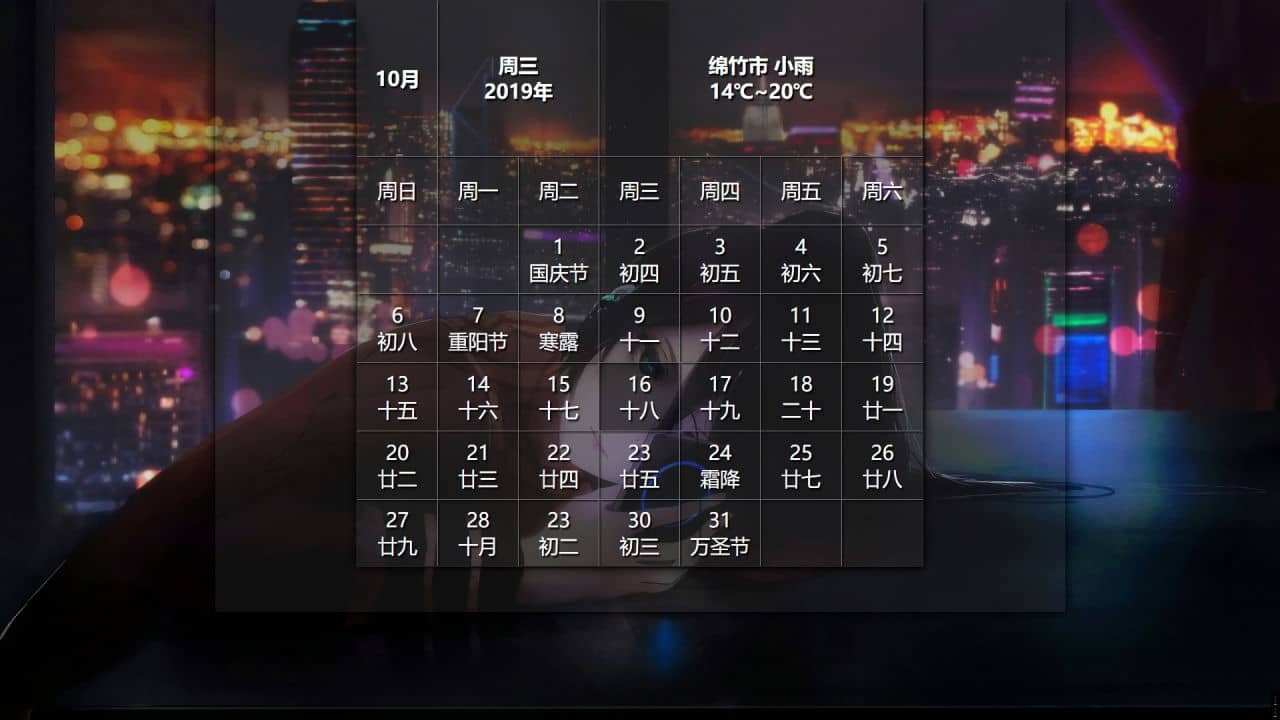 10月
周三
2019年
绵竹市 小雨
14℃~20℃
周日 周一 周二 周三 周四 周五 周六
1 2 3 4 5
国庆节 初四 初五 初六 初七
6 7 8 9 10 11 12
初八 重阳节 寒露 十一 十二 十三 十四
13 14 15 16 17 18 19
十五 十六 十七 十八 十九 二十 廿一
20 21 22 23 24 25 26
廿二 廿三 廿四 廿五 霜降 廿七 廿八
27 28 23 30 31
廿九 十月 初二 初三 万圣节